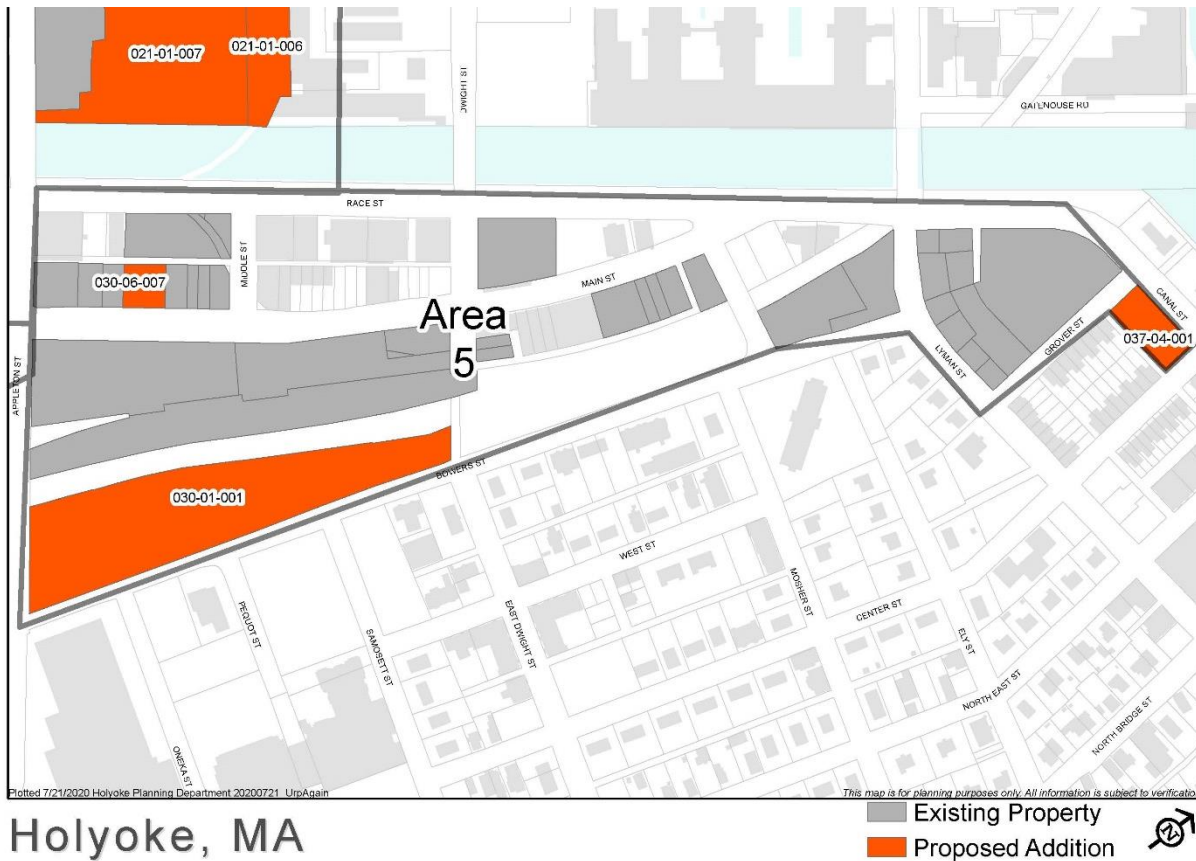 021-01-007
021-01-006
DWIGHT ST
GATEHOUSE RD
RACE ST
MIDDLE ST
030-06-007
MAIN ST
CANAL ST
Area
5
GROVER ST
037-04-001
LYMAN ST
APPLETON ST
BOWERS ST
030-01-001
WEST ST
MOSHER ST
PEQUOT ST
EAST DWIGHT ST
CENTER ST
SAMOSETT ST
ELY ST
NORTH EAST ST
NORTH BRIDGE ST
ONEKA ST
Plotted 7/21/2020 Holyoke Planning Department 20200721_UrpAgain
This map is for planning purposes only. All information is subject to verificatio
Holyoke, MA
Existing Property
Proposed Addition
N